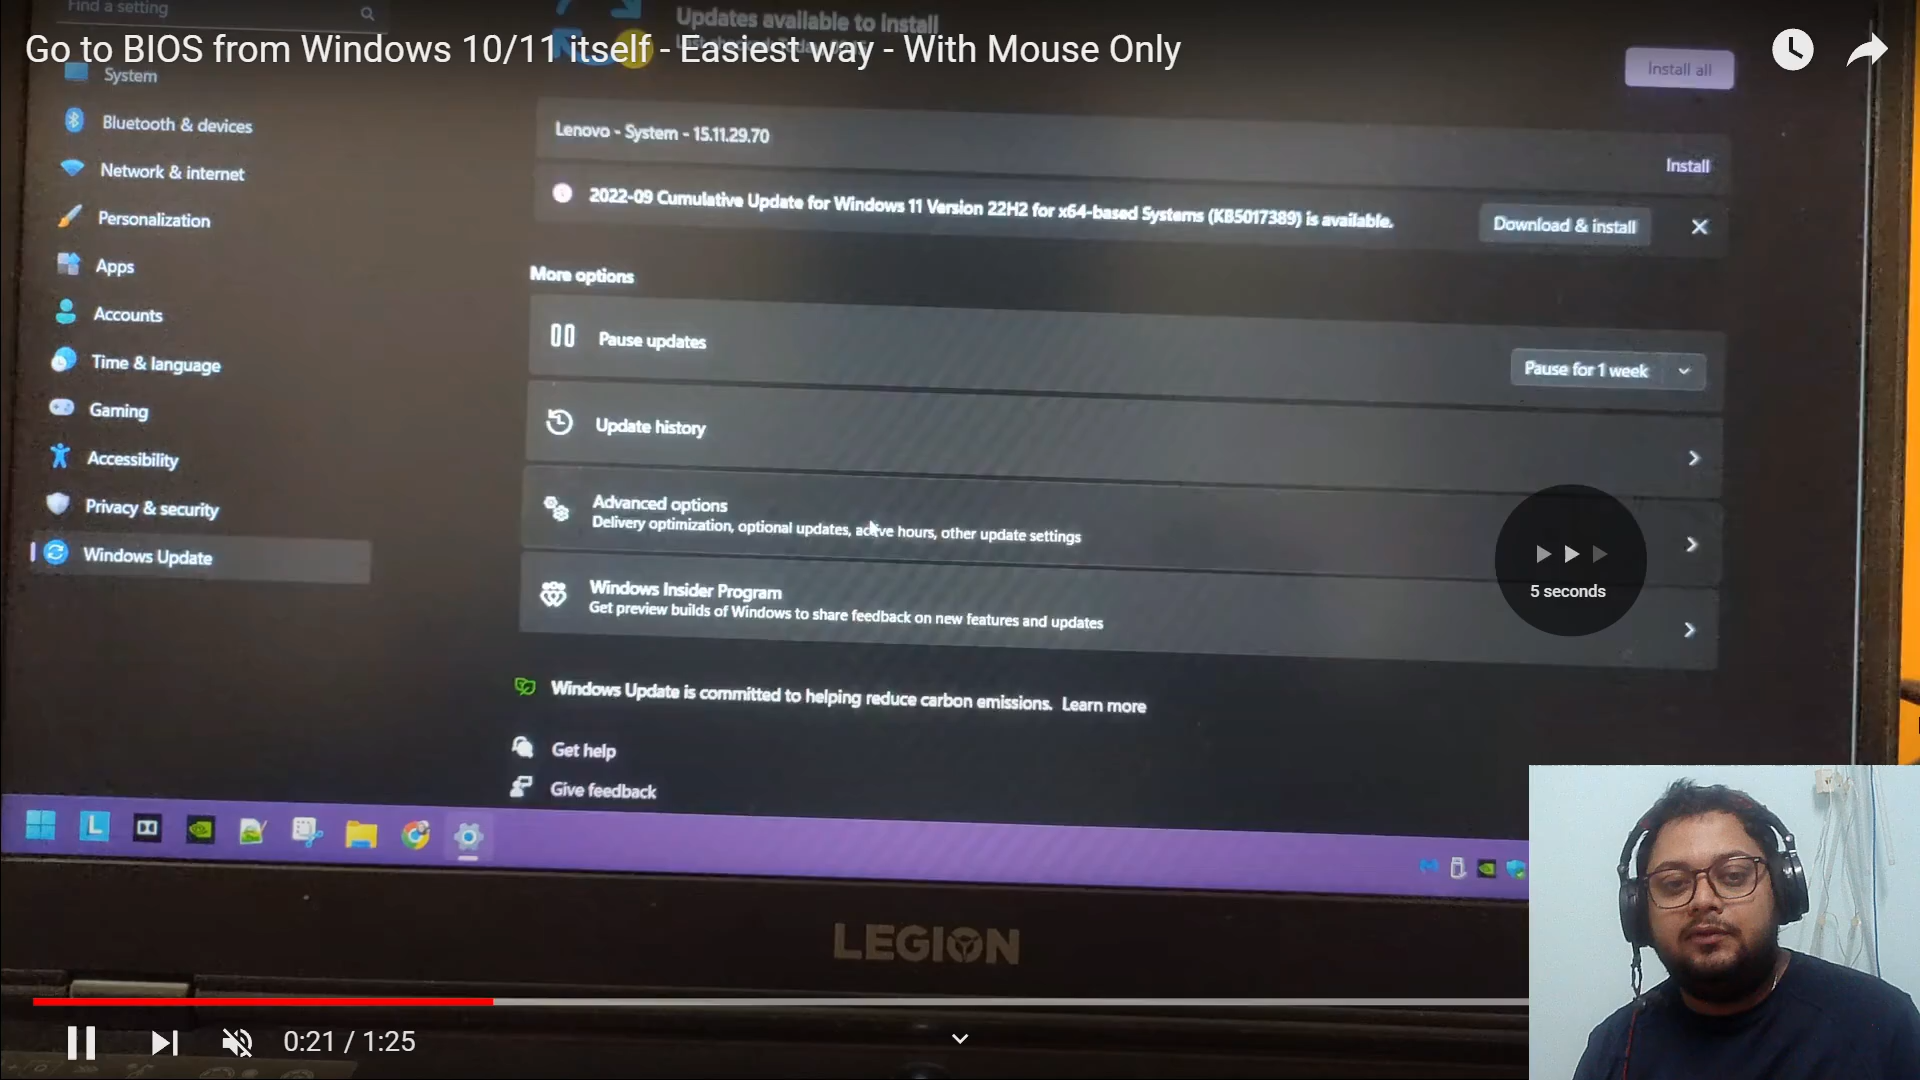 Find a setting
Updates available to install
Go to BIOS from Windows 10/11 itself - Easiest way - With Mouse Only
Install all
System
Bluetooth & devices
Network & internet
Personalization
Apps
Accounts
Time & language
Gaming
Accessibility
Privacy & security
Windows Update
Lenovo - System - 15.11.29.70
Install
2022-09 Cumulative Update for Windows 11 Version 22H2 for x64-based Systems (KB5017389) is available.
Download & install
More options
Pause updates
Pause for 1 week
Update history
Advanced options
Delivery optimization, optional updates, active hours, other update settings
5 seconds
Windows Insider Program
Get preview builds of Windows to share feedback on new features and updates
Windows Update is committed to helping reduce carbon emissions. Learn more
Get help
Give feedback
L
LEGION
0:21 / 1:25